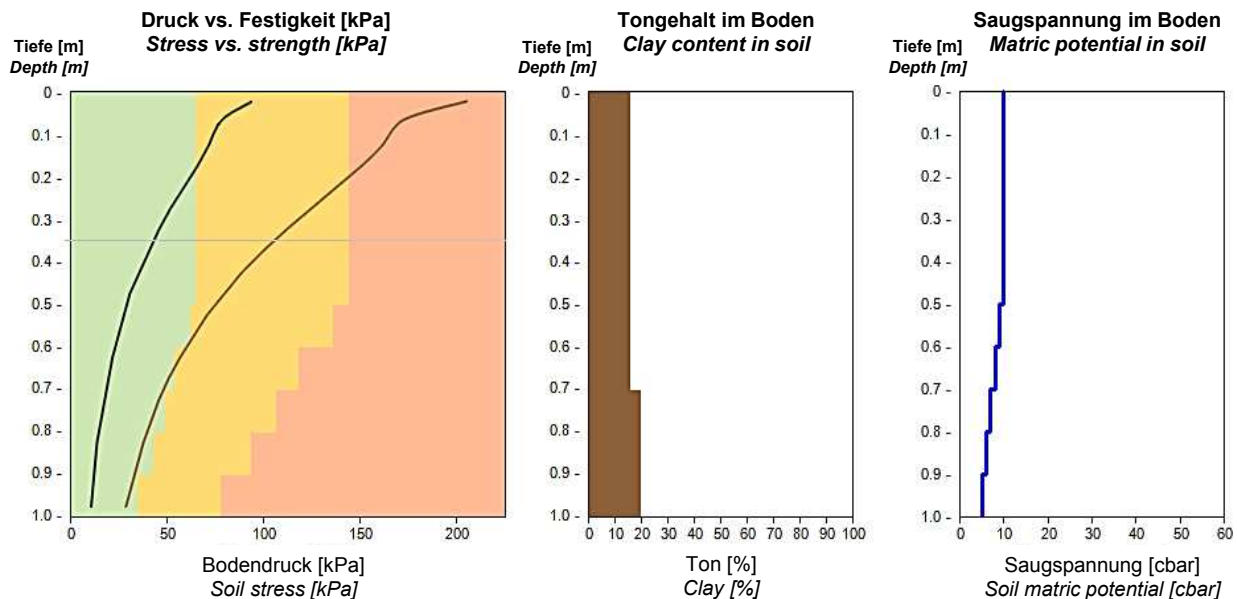 Druck vs. Festigkeit [kPa]
Stress vs. strength [kPa]
Tiefe [m]
Depth [m]
0 -
0.1 -
0.2 -
0.3 -
0.4 -
0.5 -
0.6 -
0.7 -
0.8 -
0.9 -
1.0 -
0 50 100 150 200
Bodendruck [kPa]
Soil stress [kPa]
Tongehalt im Boden
Clay content in soil
Tiefe [m]
Depth [m]
0 -
0.1 -
0.2 -
0.3 -
0.4 -
0.5 -
0.6 -
0.7 -
0.8 -
0.9 -
1.0 -
0 10 20 30 40 50 60 70 80 90 100
Ton [%]
Clay [%]
Saugspannung im Boden
Matric potential in soil
Tiefe [m]
Depth [m]
0 -
0.1 -
0.2 -
0.3 -
0.4 -
0.5 -
0.6 -
0.7 -
0.8 -
0.9 -
1.0 -
0 10 20 30 40 50 60
Saugspannung [cbar]
Soil matric potential [cbar]